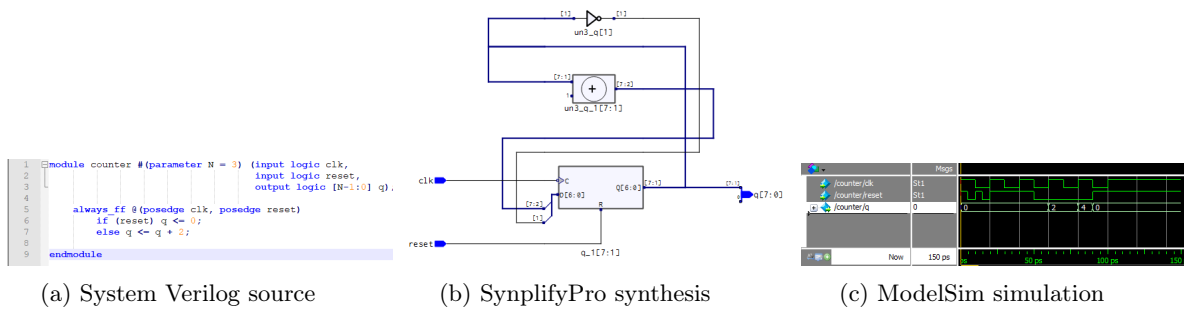 1 module counter #(parameter N = 3) (input logic clk,
2 input logic reset,
3 output logic [N-1:0] q);
4
5 always_ff @(posedge clk, posedge reset)
6 if (reset) q <= 0;
7 else q <= q + 2;
8
9 endmodule
(a) System Verilog source
[1] [1]
un3_q[1]
[7:1] [7:2]
1
+
un3_q_1[7:1]
clk
C
D[6:0] Q[6:0] [7:1] [7:1] q[7:0]
0
[7:2]
[1]
R
reset
q_1[7:1]
(b) SynplifyPro synthesis
Msgs
/counter/clk St1
/counter/reset St1
/counter/q 0 0 2 4 0
Now 150 ps ps 50 ps 100 ps 150
(c) ModelSim simulation